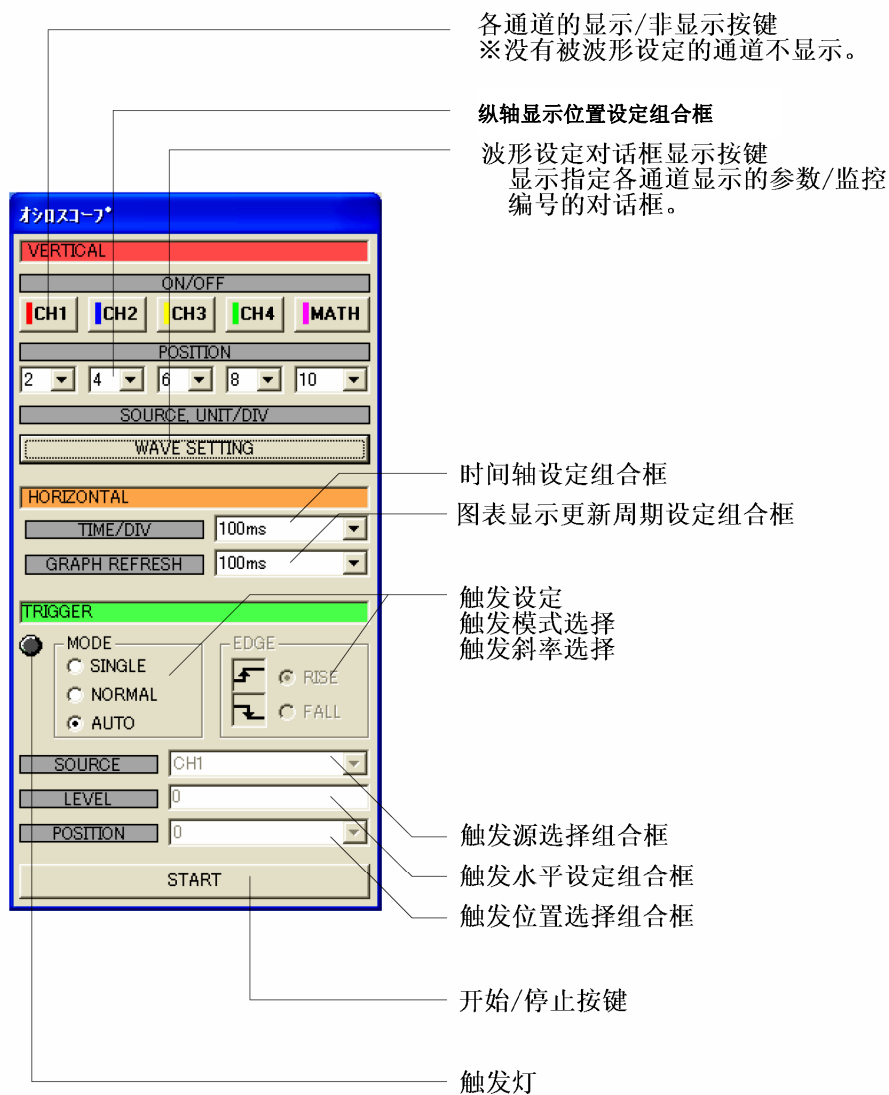 各通道的显示/非显示按键
※没有被波形设定的通道不显示。
纵轴显示位置设定组合框
波形设定对话框显示按键
显示指定各通道显示的参数/监控
编号的对话框。
オシロスコープ
VERTICAL
ON/OFF
CH1 CH2 CH3 CH4 MATH
POSITION
2 4 6 8 10
SOURCE, UNIT/DIV
WAVE SETTING
时间轴设定组合框
HORIZONTAL
图表显示更新周期设定组合框
TIME/DIV 100ms
GRAPH REFRESH 100ms
触发设定
触发模式选择
触发斜率选择
TRIGGER
MODE EDGE
SINGLE RISE
NORMAL
AUTO FALL
SOURCE CH1
LEVEL 0
POSITION 0
触发源选择组合框
START
触发水平设定组合框
触发位置选择组合框
开始/停止按键
触发灯